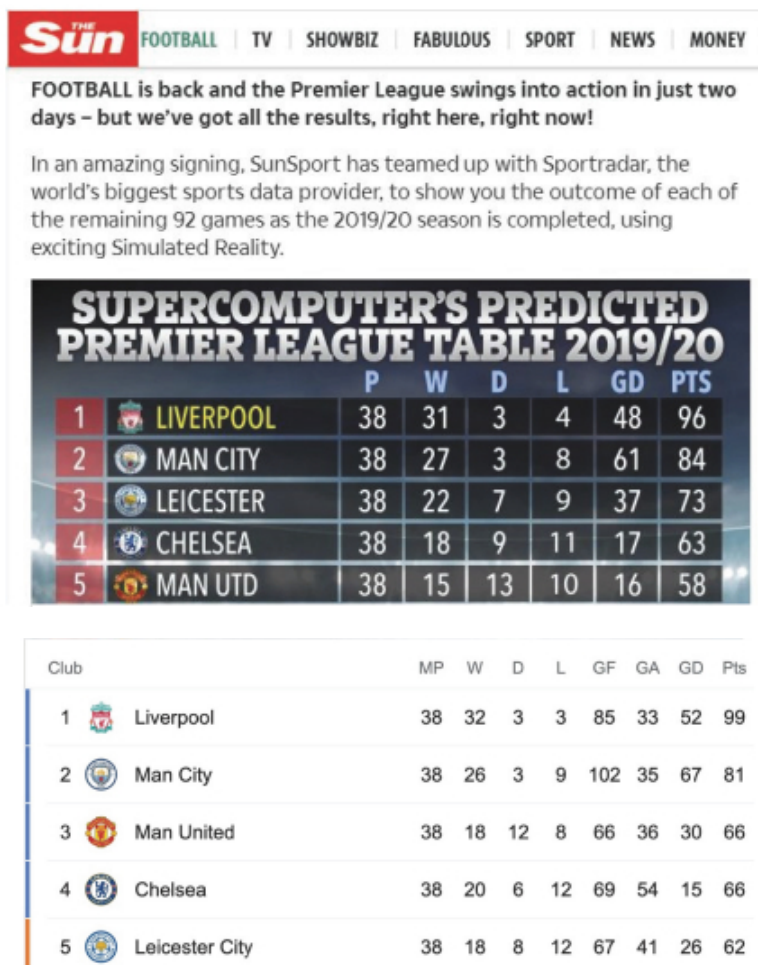 THE Sun FOOTBALL TV SHOWBIZ FABULOUS SPORT NEWS MONEY
FOOTBALL is back and the Premier League swings into action in just two
days – but we've got all the results, right here, right now!
In an amazing signing, SunSport has teamed up with Sportradar, the
world's biggest sports data provider, to show you the outcome of each of
the remaining 92 games as the 2019/20 season is completed, using
exciting Simulated Reality.
SUPERCOMPUTER'S PREDICTED
PREMIER LEAGUE TABLE 2019/20
P W D L GD PTS
1 LIVERPOOL 38 31 3 4 48 96
2 MAN CITY 38 27 3 8 61 84
3 LEICESTER 38 22 7 9 37 73
4 CHELSEA 38 18 9 11 17 63
5 MAN UTD 38 15 13 10 16 58
Club MP W D L GF GA GD Pts
1 Liverpool 38 32 3 3 85 33 52 99
2 Man City 38 26 3 9 102 35 67 81
3 Man United 38 18 12 8 66 36 30 66
4 Chelsea 38 20 6 12 69 54 15 66
5 Leicester City 38 18 8 12 67 41 26 62